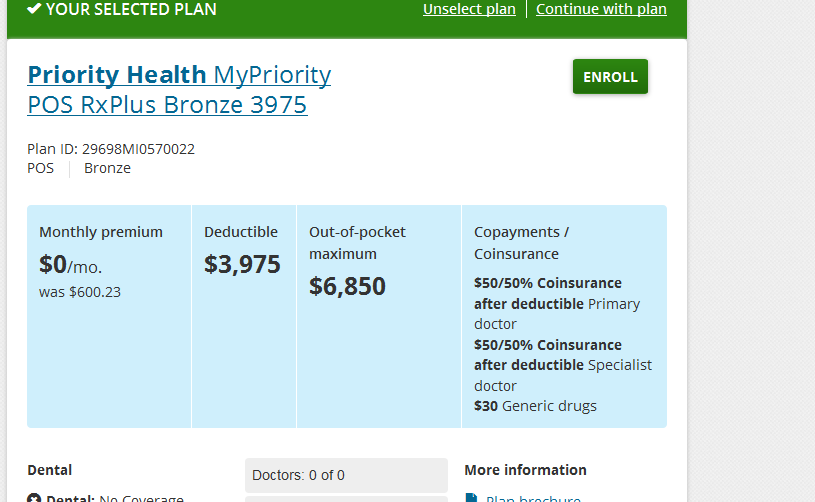 YOUR SELECTED PLAN
Unselect plan
Continue with plan
Priority Health MyPriority
POS RxPlus Bronze 3975
ENROLL
Plan ID: 29698MI0570022
POS
Bronze
Monthly premium
$0/mo.
was $600.23
Deductible
$3,975
Out-of-pocket
maximum
$6,850
Copayments /
Coinsurance
$50/50% Coinsurance
after deductible Primary
doctor
$50/50% Coinsurance
after deductible Specialist
doctor
$30 Generic drugs
Dental
Dental: No Coverage
Doctors: 0 of 0
More information
Plan brochure